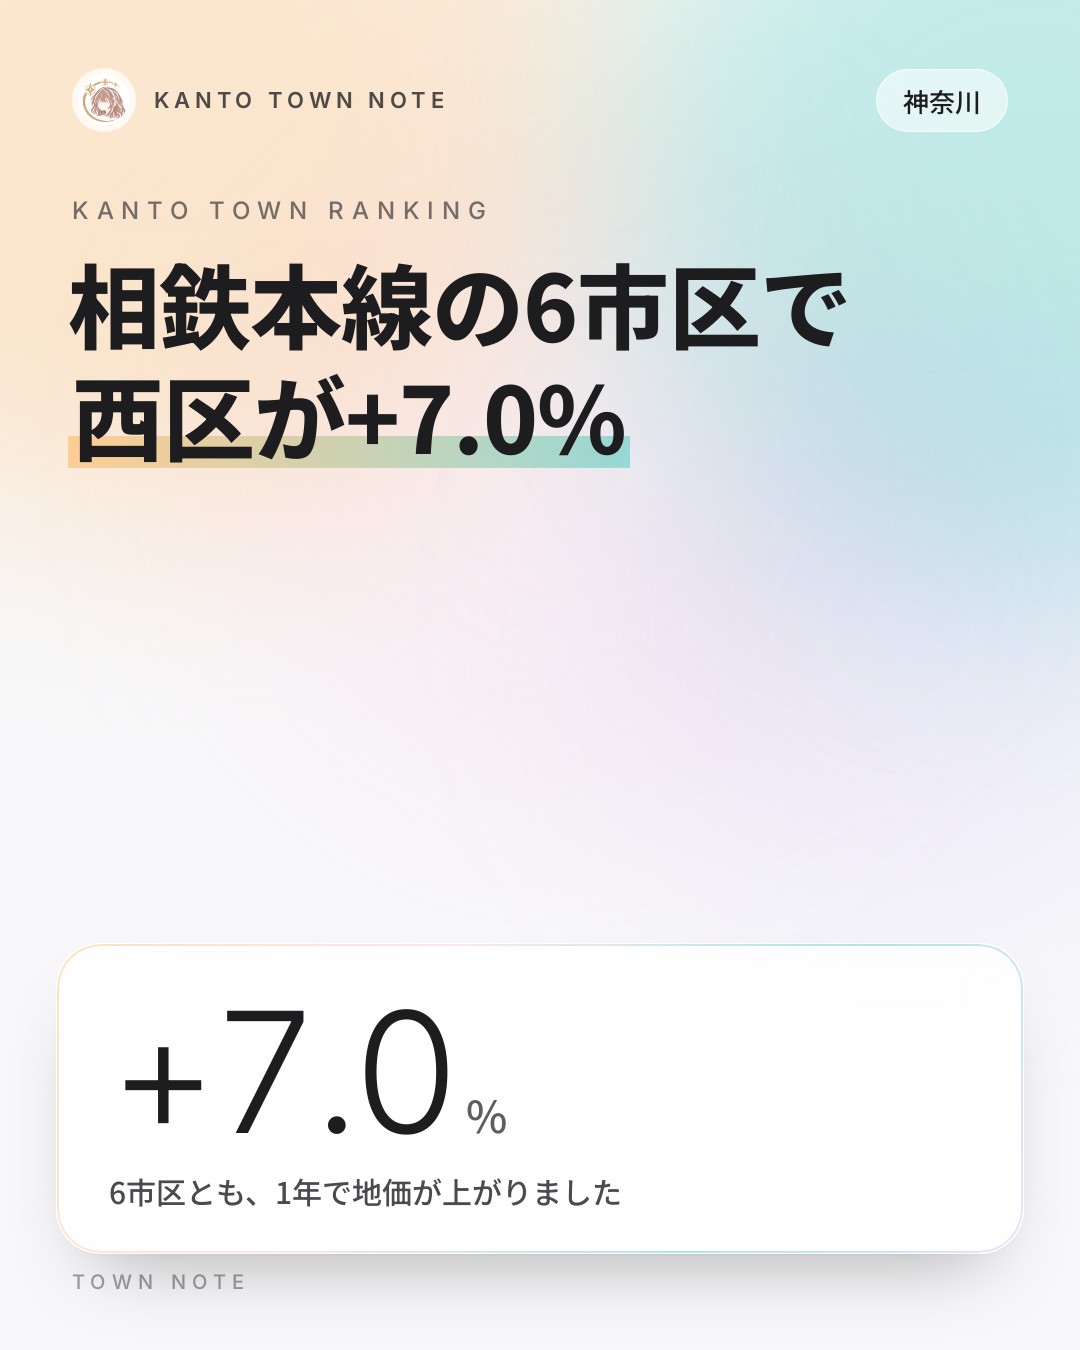 KANTO TOWN NOTE
神奈川
KANTO TOWN RANKING
相鉄本線の6市区で
西区が+7.0%
+7.0%
6市区とも、1年で地価が上がりました
TOWN NOTE